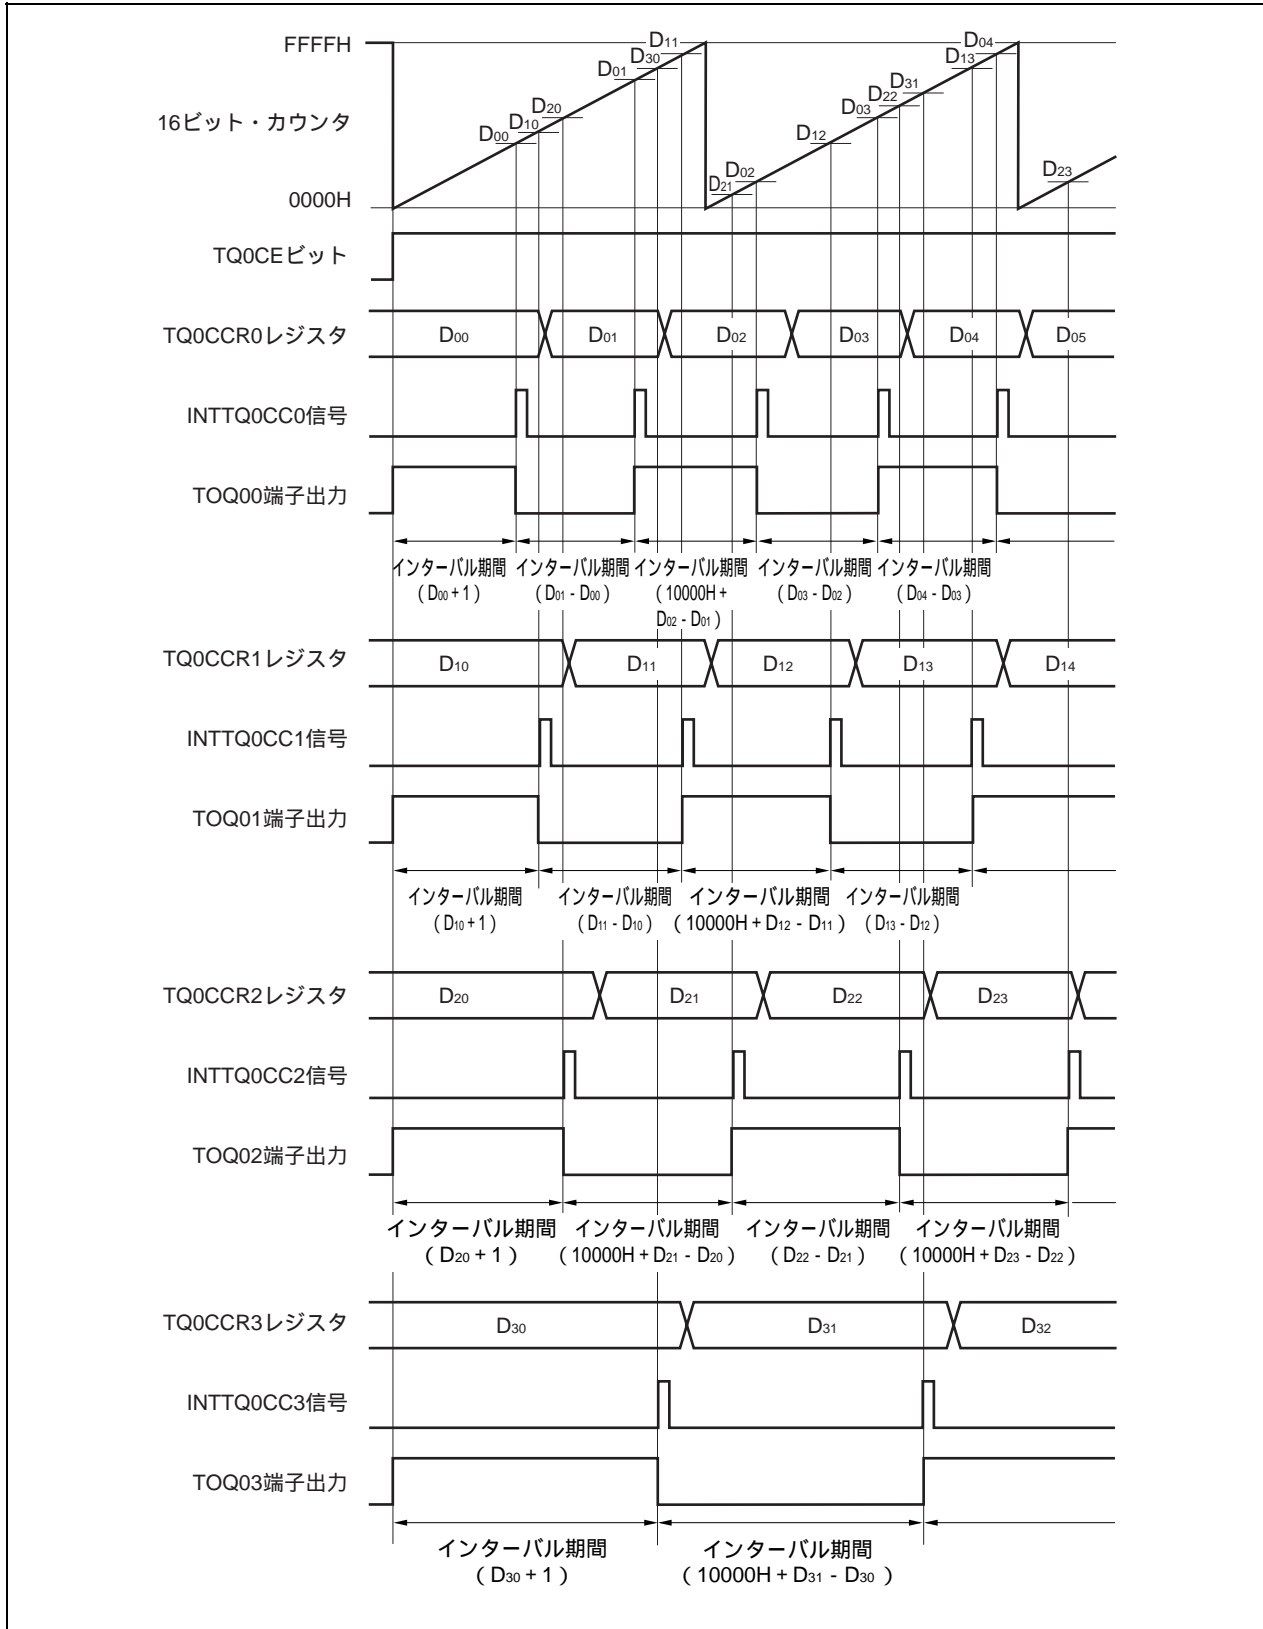 FFFFH
16ビット・カウンタ
0000H
D00
D10
D20
D01
D30
D11
D21
D02
D12
D03
D22
D31
D13
D04
D23
TQ0CEビット
TQ0CCR0レジスタ
D00 D01 D02 D03 D04 D05
INTTQ0CC0信号
TOQ00端子出力
インターバル期間 インターバル期間 インターバル期間 インターバル期間 インターバル期間
(D00 + 1) (D01 - D00) (10000H + (D03 - D02) (D04 - D03)
D02 - D01)
TQ0CCR1レジスタ
D10 D11 D12 D13 D14
INTTQ0CC1信号
TOQ01端子出力
インターバル期間 インターバル期間 インターバル期間 インターバル期間
(D10 + 1) (D11 - D10) (10000H + D12 - D11) (D13 - D12)
TQ0CCR2レジスタ
D20 D21 D22 D23
INTTQ0CC2信号
TOQ02端子出力
インターバル期間 インターバル期間 インターバル期間 インターバル期間
(D20 + 1) (10000H + D21 - D20) (D22 - D21) (10000H + D23 - D22)
TQ0CCR3レジスタ
D30 D31 D32
INTTQ0CC3信号
TOQ03端子出力
インターバル期間 インターバル期間
(D30 + 1) (10000H + D31 - D30)